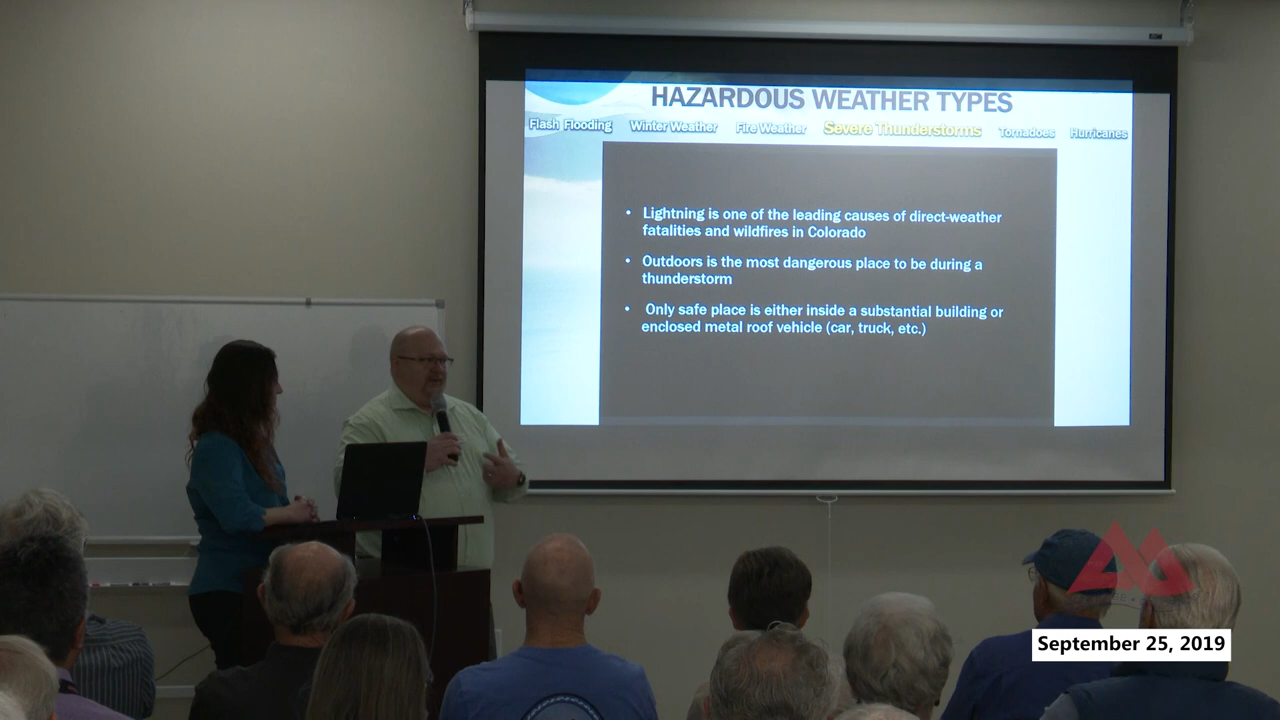 HAZARDOUS WEATHER TYPES
Flash Flooding Winter Weather Fire Weather Severe Thunderstorms Tornadoes Hurricanes
• Lightning is one of the leading causes of direct-weather
fatalities and wildfires in Colorado
• Outdoors is the most dangerous place to be during a
thunderstorm
• Only safe place is either inside a substantial building or
enclosed metal roof vehicle (car, truck, etc.)
September 25, 2019